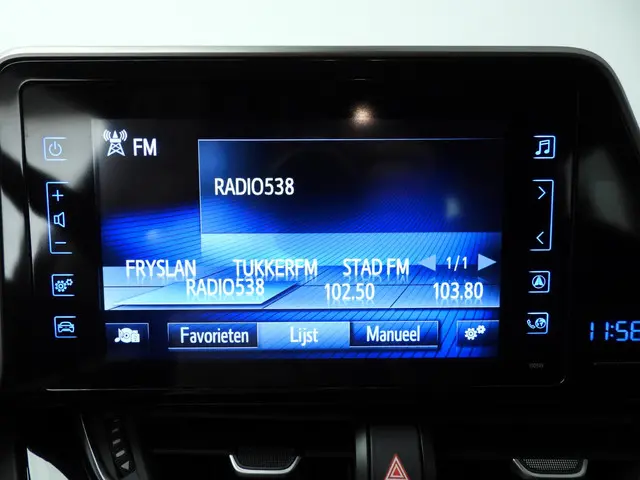 FM
RADIO538
FRYSLAN TUKKERFM STAD FM 1/1
RADIO538 102.50 103.80
Favorieten Lijst Manueel
11:58